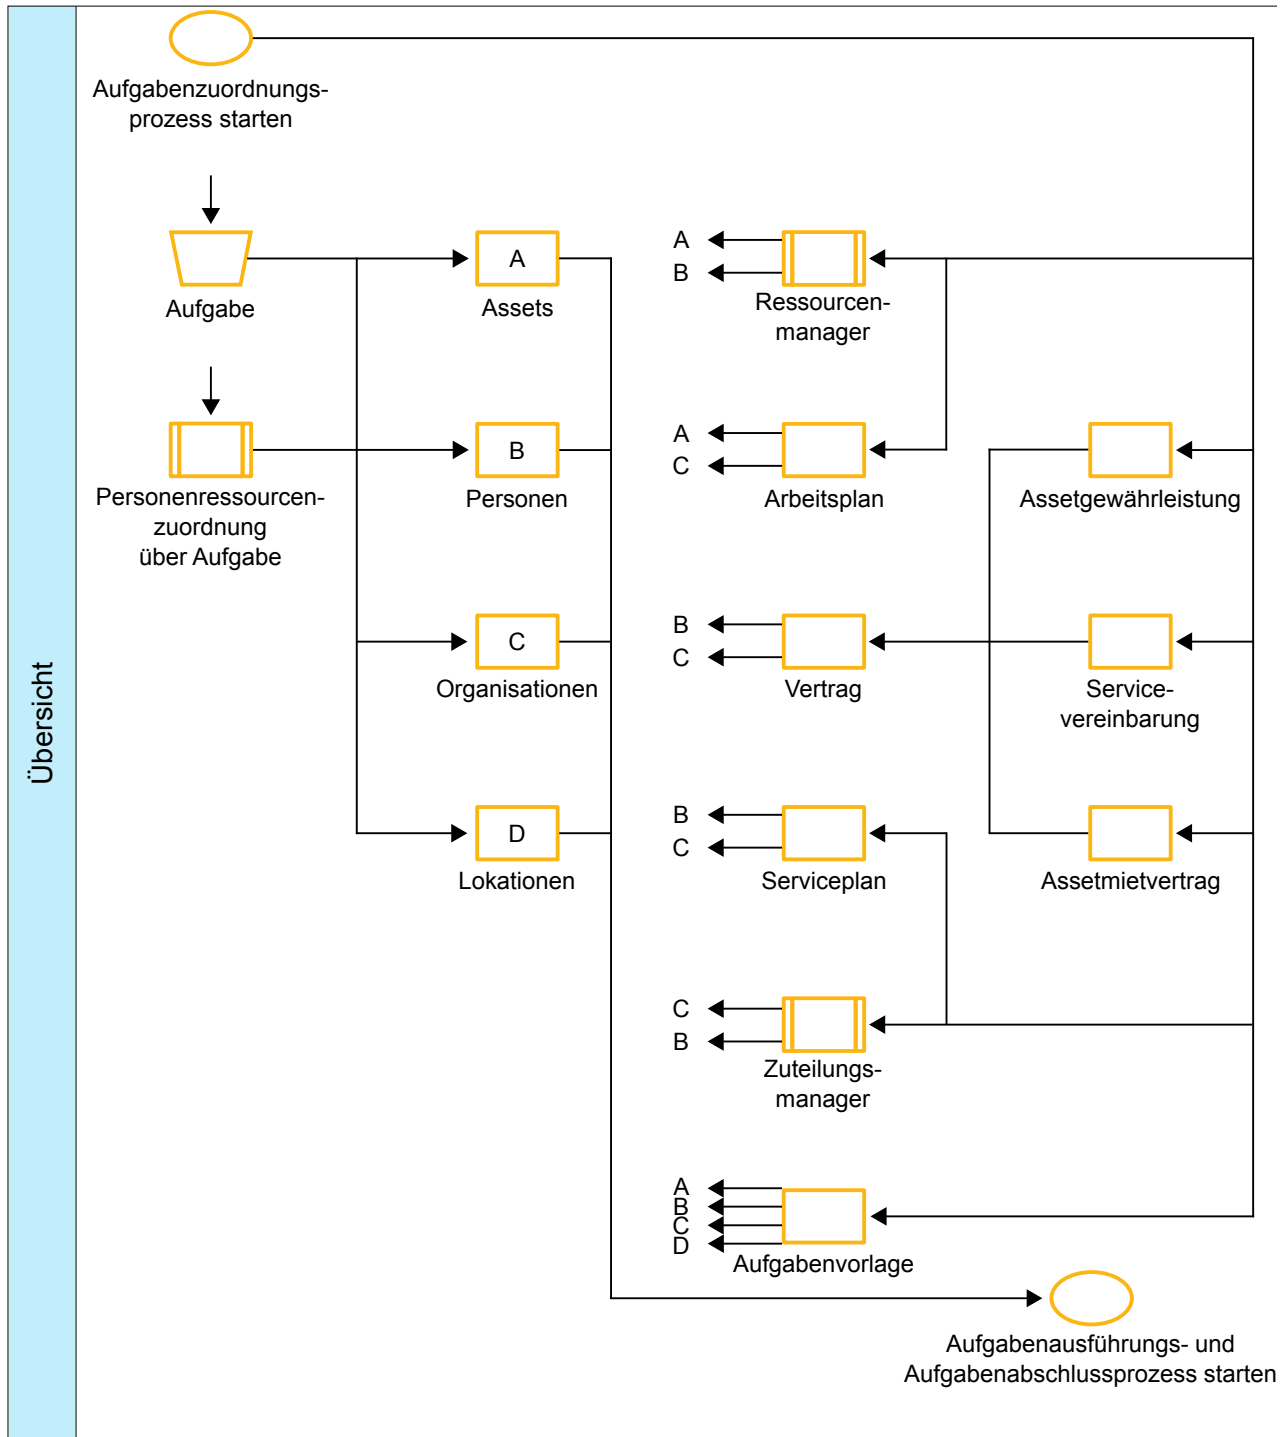 Übersicht
Aufgabenzuordnungs-
prozess starten
Aufgabe
A
Assets
A
B
Ressourcen-
manager
Personenressourcen-
zuordnung
über Aufgabe
B
Personen
A
C
Arbeitsplan
Assetgewährleistung
C
Organisationen
B
C
Vertrag
Service-
vereinbarung
D
Lokationen
B
C
Serviceplan
Assetmietvertrag
C
B
Zuteilungs-
manager
A
B
C
D
Aufgabenvorlage
Aufgabenausführungs- und
Aufgabenabschlussprozess starten